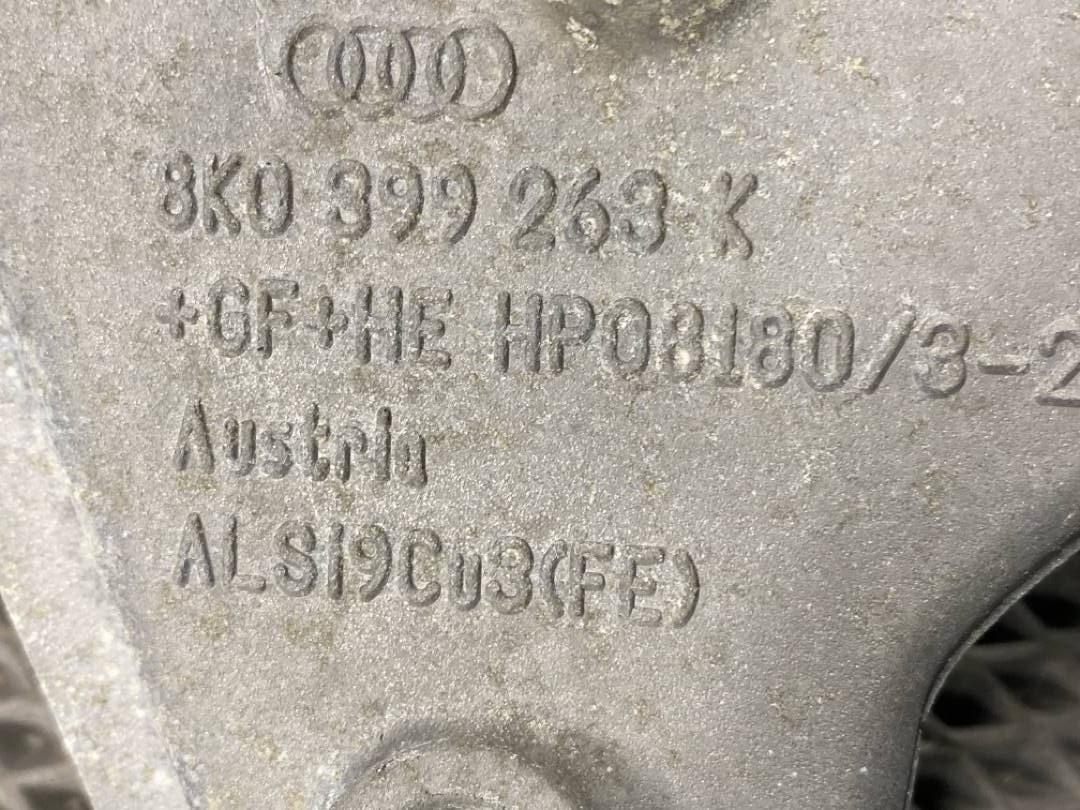 8K0 399 263 K
+GF+HE HP08180/3-2
Austria
ALSI9Cu3(FE)